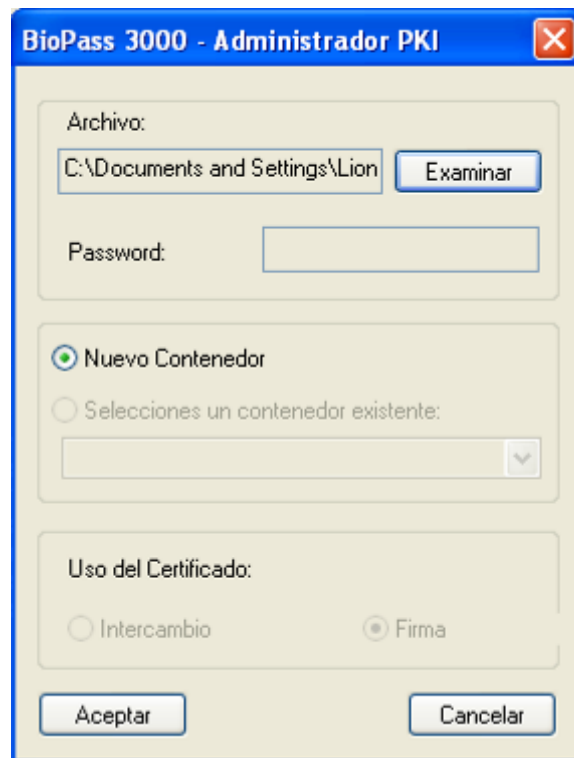 BioPass 3000 - Administrador PKI
Archivo:
C:\Documents and Settings\Lion
Examinar
Password:
Nuevo Contenedor
Selecciones un contenedor existente:
Uso del Certificado:
Intercambio
Firma
Aceptar
Cancelar